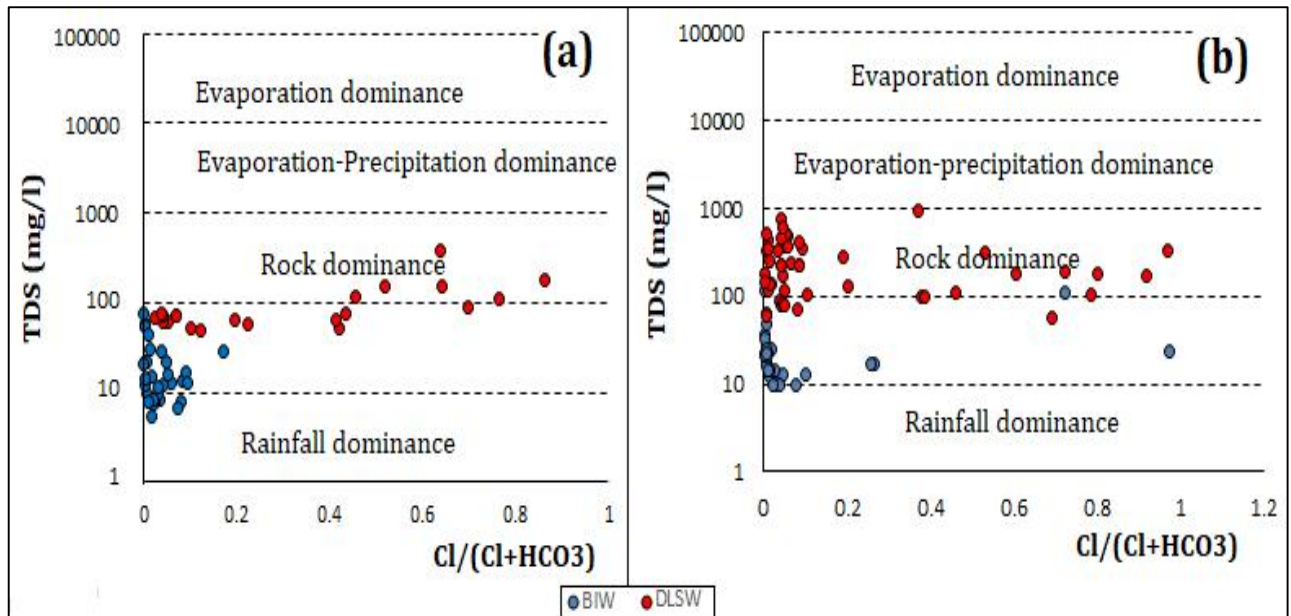 (a)
100000
10000
1000
100
10
1
TDS (mg/l)
Evaporation dominance
Evaporation-Precipitation dominance
Rock dominance
Rainfall dominance
0 0.2 0.4 0.6 0.8 1
Cl/(Cl+HCO3)
(b)
100000
10000
1000
100
10
1
TDS (mg/l)
Evaporation dominance
Evaporation-precipitation dominance
Rock dominance
Rainfall dominance
0 0.2 0.4 0.6 0.8 1 1.2
Cl/(Cl+HCO3)
BIW DLSW